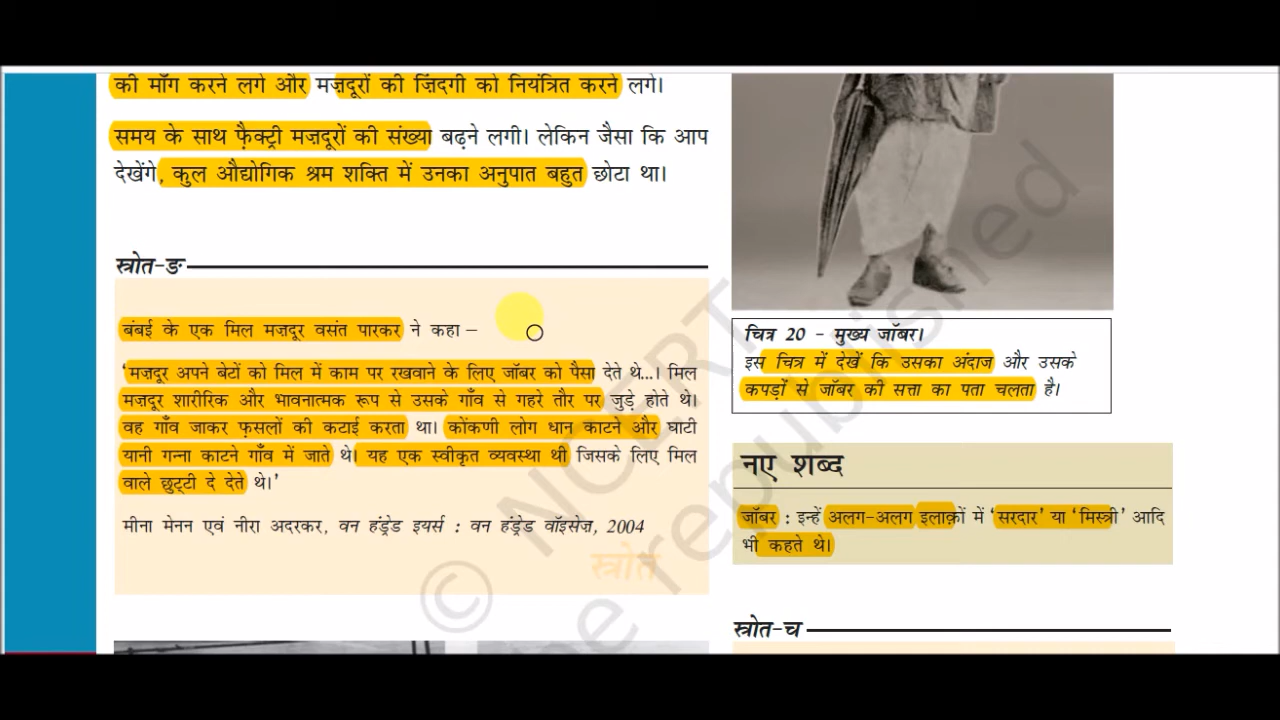 की माँग करने लगे और मज़दूरों की ज़िंदगी को नियंत्रित करने लगे।
समय के साथ फ़ैक्ट्री मज़दूरों की संख्या बढ़ने लगी। लेकिन जैसा कि आप
देखेंगे, कुल औद्योगिक श्रम शक्ति में उनका अनुपात बहुत छोटा था।
स्त्रोत-ङ
बंबई के एक मिल मज़दूर वसंत पारकर ने कहा –
‘मज़दूर अपने बेटों को मिल में काम पर रखवाने के लिए जॉबर को पैसा देते थे...। मिल
मज़दूर शारीरिक और भावनात्मक रूप से उसके गाँव से गहरे तौर पर जुड़े होते थे।
वह गाँव जाकर फ़सलों की कटाई करता था। कोंकणी लोग धान काटने और घाटी
यानी गन्ना काटने गाँव में जाते थे। यह एक स्वीकृत व्यवस्था थी जिसके लिए मिल
वाले छुट्टी दे देते थे।’
मीना मेनन एवं नीरा अदरकर, वन हंड्रेड इयर्स : वन हंड्रेड वॉइसेज़, 2004
स्त्रोत
चित्र 20 – मुख्य जॉबर।
इस चित्र में देखें कि उसका अंदाज और उसके
कपड़ों से जॉबर की सत्ता का पता चलता है।
नए शब्द
जॉबर : इन्हें अलग-अलग इलाक़ों में ‘सरदार’ या ‘मिस्त्री’ आदि
भी कहते थे।
स्त्रोत-च
© NCERT
be republished